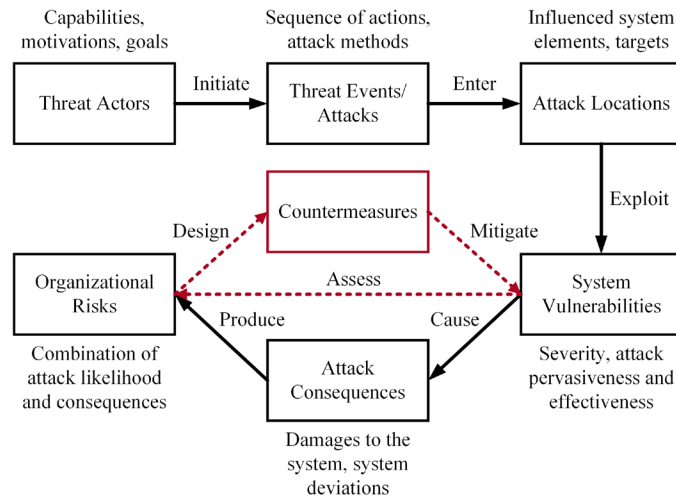 Capabilities,
motivations, goals
Sequence of actions,
attack methods
Influenced system
elements, targets
Threat Actors
Initiate
Threat Events/
Attacks
Enter
Attack Locations
Exploit
Countermeasures
Design
Mitigate
Assess
Organizational
Risks
System
Vulnerabilities
Produce
Cause
Combination of
attack likelihood
and consequences
Attack
Consequences
Severity, attack
pervasiveness and
effectiveness
Damages to the
system, system
deviations